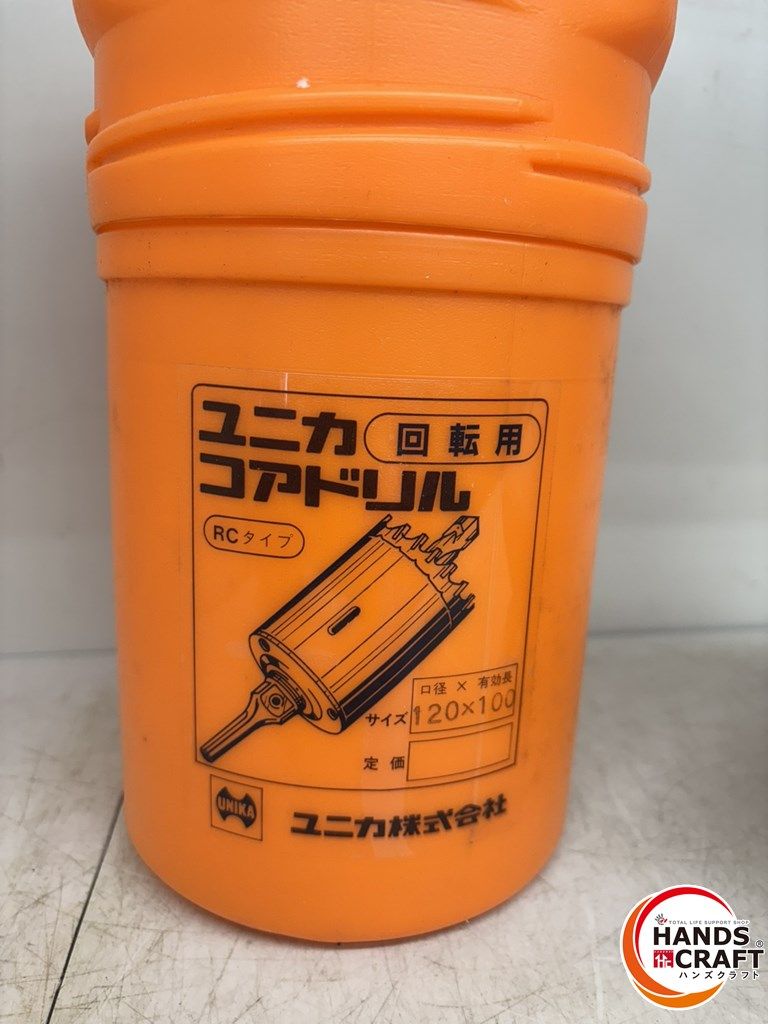 ユニカ 回転用
コアドリル
RCタイプ
口径 × 有効長
サイズ 120×100
定価
UNIKA
ユニカ株式会社
TOTAL LIFE SUPPORT SHOP
HANDS
CRAFT®
ハンズクラフト